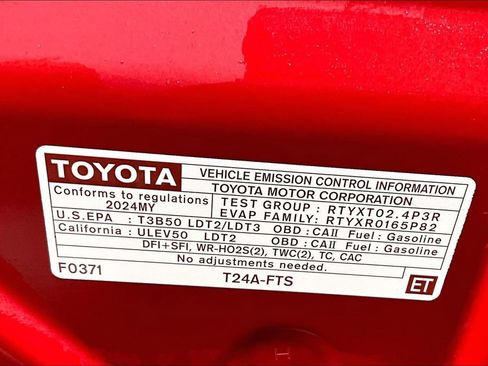 TOYOTA VEHICLE EMISSION CONTROL INFORMATION
TOYOTA MOTOR CORPORATION
Conforms to regulations
2024MY
TEST GROUP : RTYXT02.4P3R
EVAP FAMILY: RTYXR0165P82
U.S.EPA : T3B50 LDT2/LDT3 OBD : CAII Fuel : Gasoline
California : ULEV50 LDT2 OBD : CAII Fuel : Gasoline
DFI+SFI, WR-HO2S(2), TWC(2), TC, CAC
No adjustments needed.
F0371 T24A-FTS ET